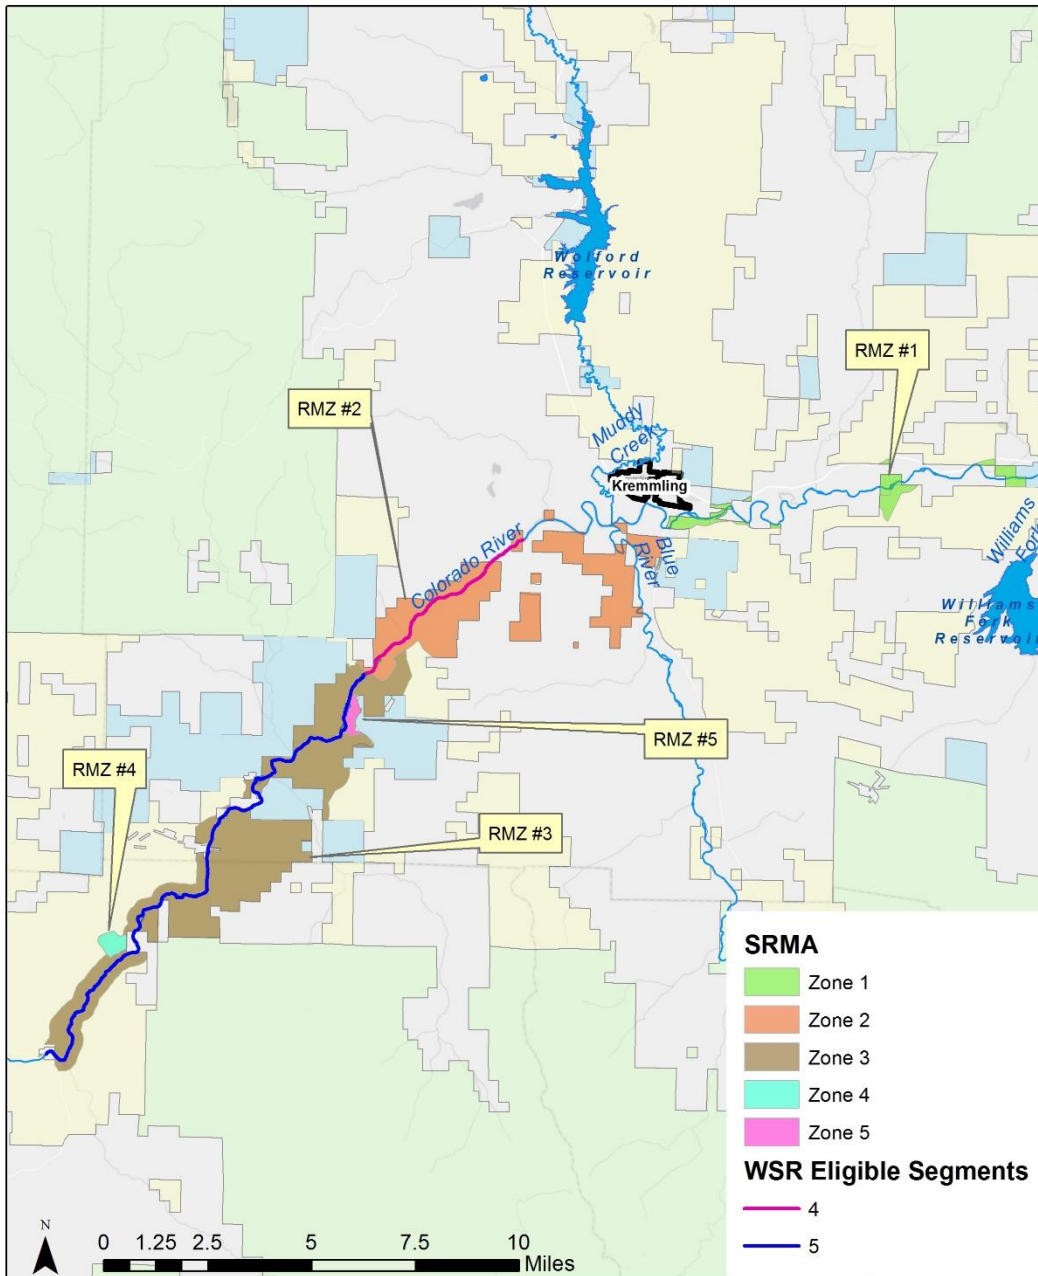 Wolford
Reservoir
RMZ #1
RMZ #2
Muddy
Creek
Kremmling
Colorado River
Blue
River
Williams
Fork
Williams
Fork
Reservoir
RMZ #5
RMZ #4
RMZ #3
SRMA
Zone 1
Zone 2
Zone 3
Zone 4
Zone 5
WSR Eligible Segments
4
5
N
0 1.25 2.5 5 7.5 10
Miles